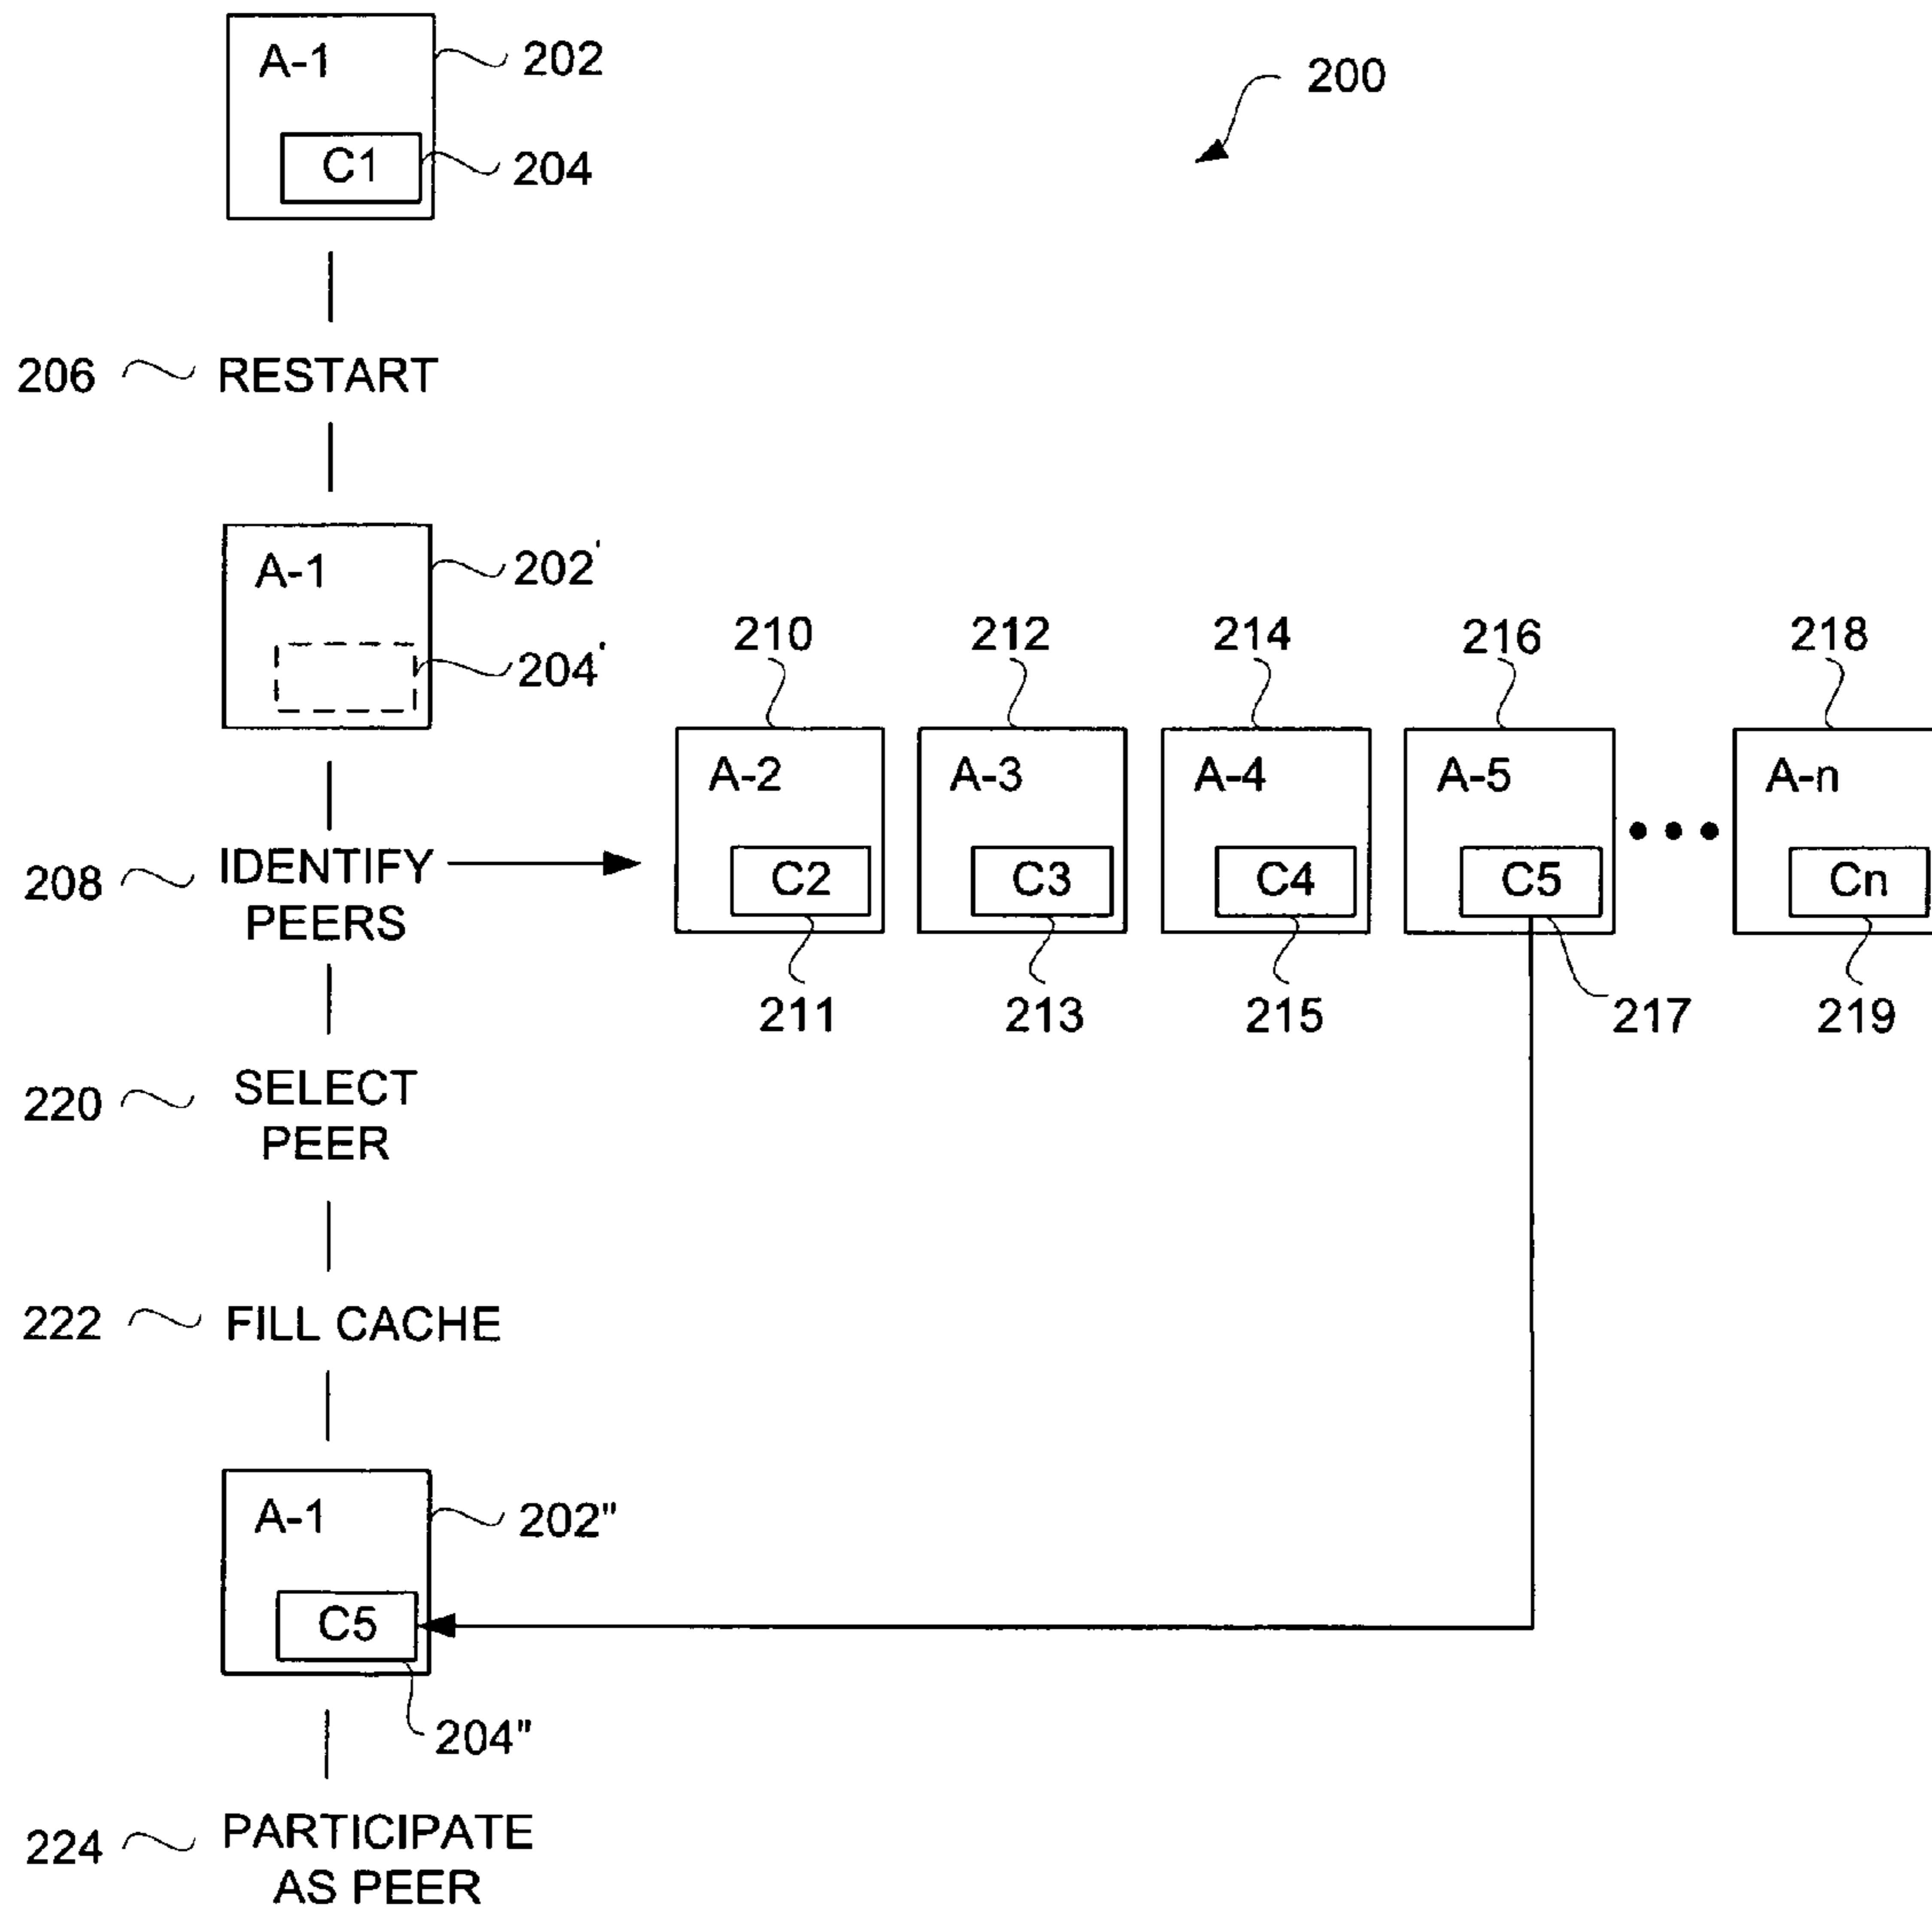 A-1
202
200
C1
204
206
RESTART
A-1
202'
204'
210
212
214
216
218
A-2
A-3
A-4
A-5
A-n
208
IDENTIFY
PEERS
C2
C3
C4
C5
Cn
211
213
215
217
219
220
SELECT
PEER
222
FILL CACHE
A-1
202"
C5
204"
224
PARTICIPATE
AS PEER